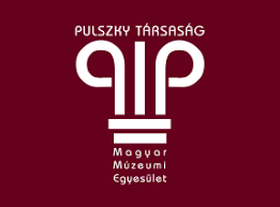 PULSZKY TÁRSASÁG
Magyar
Múzeumi
Egyesület